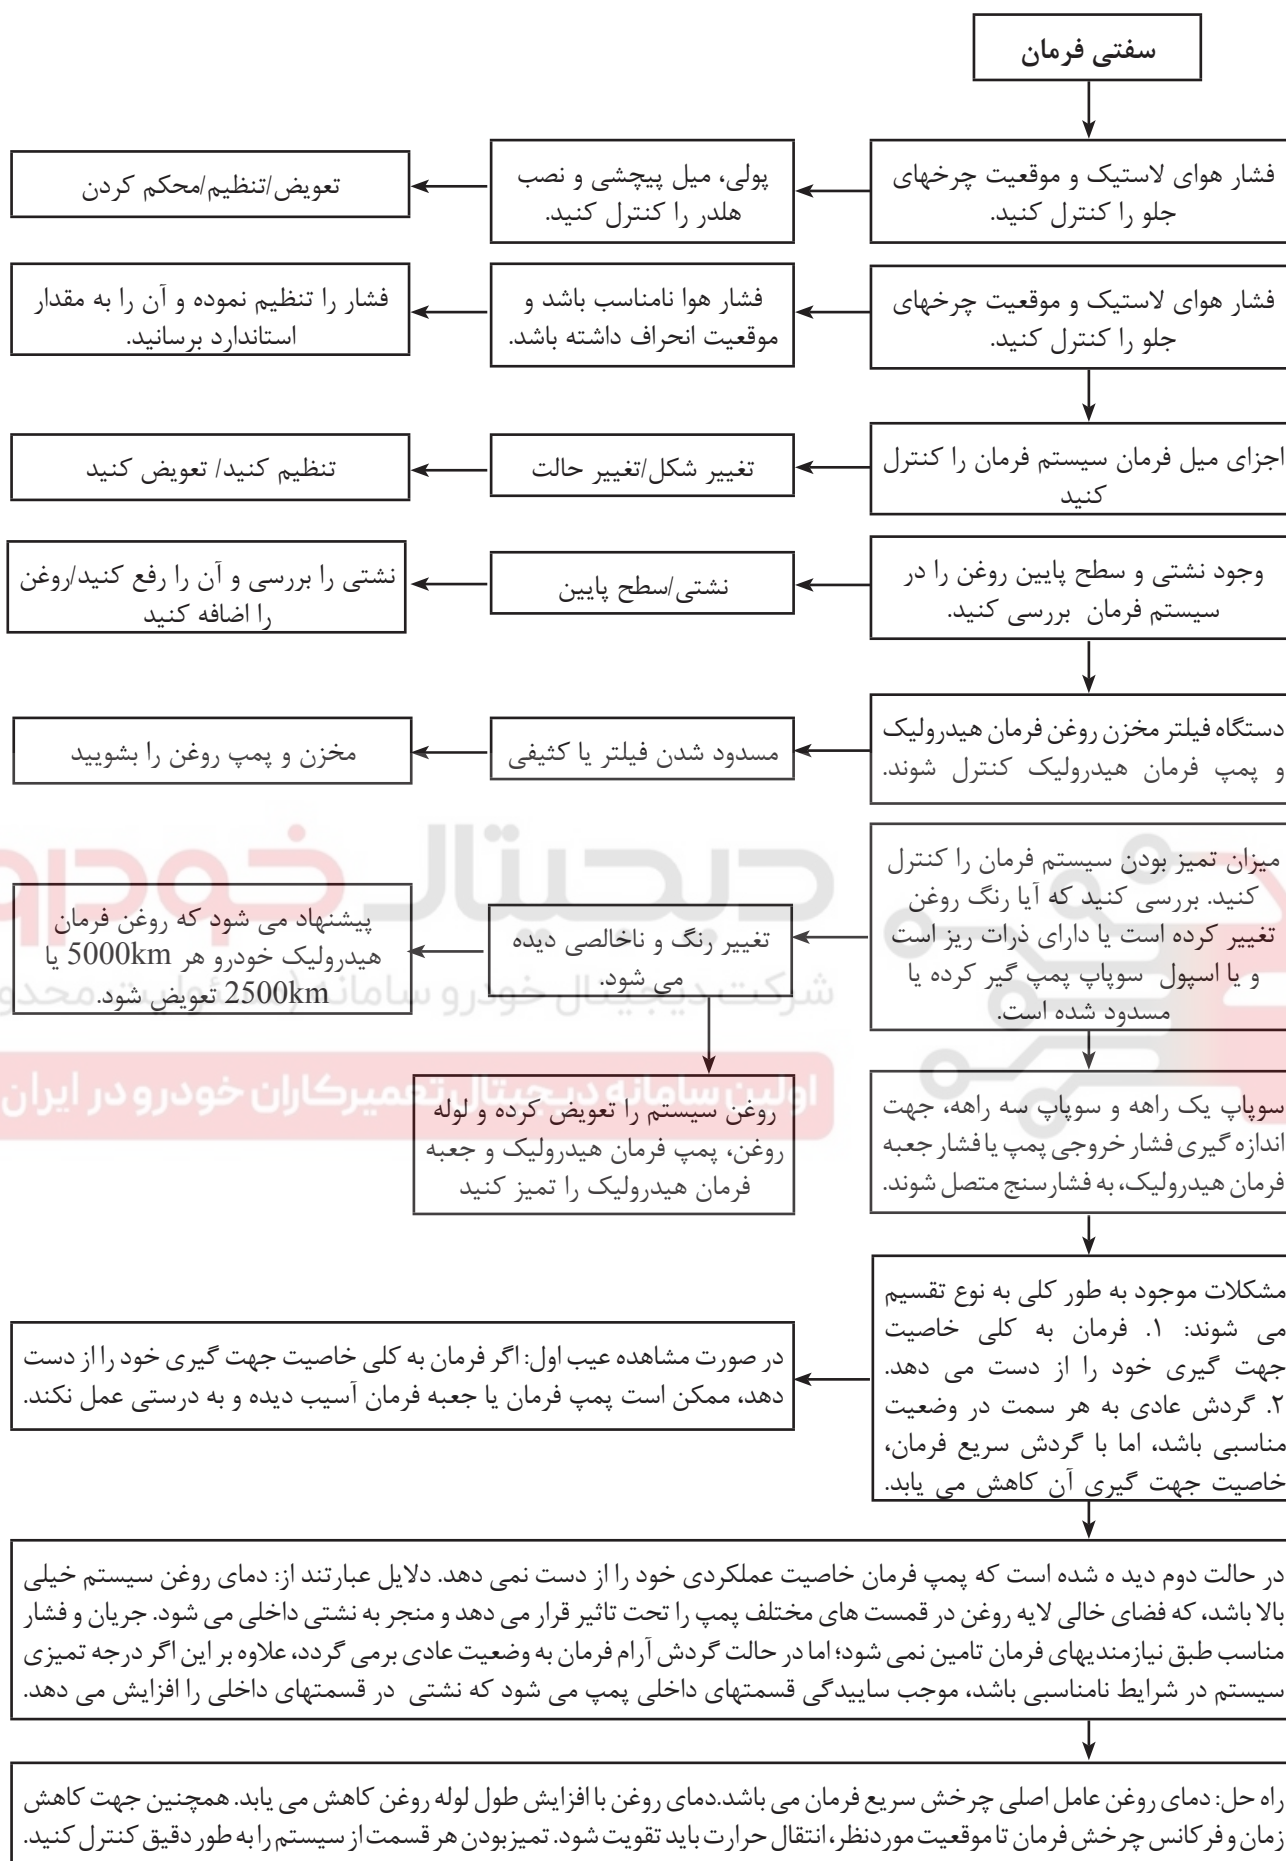 سفتی فرمان
فشار هوای لاستیک و موقعیت چرخهای
جلو را کنترل کنید.
پولی، میل پیچشی و نصب
هلدر را کنترل کنید.
تعویض/تنظیم/محکم کردن
فشار هوای لاستیک و موقعیت چرخهای
جلو را کنترل کنید.
فشار هوا نامناسب باشد و
موقعیت انحراف داشته باشد.
فشار را تنظیم نموده و آن را به مقدار
استاندارد برسانید.
اجزای میل فرمان سیستم فرمان را کنترل
کنید
تغییر شکل/تغییر حالت
تنظیم کنید/ تعویض کنید
وجود نشتی و سطح پایین روغن را در
سیستم فرمان بررسی کنید.
نشتی/سطح پایین
نشتی را بررسی و آن را رفع کنید/روغن
را اضافه کنید
دستگاه فیلتر مخزن روغن فرمان هیدرولیک
و پمپ فرمان هیدرولیک کنترل شوند.
مسدود شدن فیلتر یا کثیفی
مخزن و پمپ روغن را بشویید
میزان تمیز بودن سیستم فرمان را کنترل
کنید. بررسی کنید که آیا رنگ روغن
تغییر کرده است یا دارای ذرات ریز است
و یا اسپول سوپاپ پمپ گیر کرده یا
مسدود شده است.
تغییر رنگ و ناخالصی دیده
می شود.
پیشنهاد می شود که روغن فرمان
هیدرولیک خودرو هر 5000km یا
2500km تعویض شود.
دیجیتال خودرو
شرکت دیجیتال خودرو سامانه
اولین سامانه دیجیتال تعمیرکاران خودرو در ایران
روغن سیستم را تعویض کرده و لوله
روغن، پمپ فرمان هیدرولیک و جعبه
فرمان هیدرولیک را تمیز کنید
سوپاپ یک راهه و سوپاپ سه راهه، جهت
اندازه گیری فشار خروجی پمپ یا فشار جعبه
فرمان هیدرولیک، به فشارسنج متصل شوند.
مشکلات موجود به طور کلی به نوع تقسیم
می شوند: ۱. فرمان به کلی خاصیت
جهت گیری خود را از دست می دهد.
۲. گردش عادی به هر سمت در وضعیت
مناسبی باشد، اما با گردش سریع فرمان،
خاصیت جهت گیری آن کاهش می یابد.
در صورت مشاهده عیب اول: اگر فرمان به کلی خاصیت جهت گیری خود را از دست
دهد، ممکن است پمپ فرمان یا جعبه فرمان آسیب دیده و به درستی عمل نکند.
در حالت دوم دید ه شده است که پمپ فرمان خاصیت عملکردی خود را از دست نمی دهد. دلایل عبارتند از: دمای روغن سیستم خیلی
بالا باشد، که فضای خالی لایه روغن در قمست های مختلف پمپ را تحت تاثیر قرار می دهد و منجر به نشتی داخلی می شود. جریان و فشار
مناسب طبق نیازمندیهای فرمان تامین نمی شود؛ اما در حالت گردش آرام فرمان به وضعیت عادی برمی گردد، علاوه بر این اگر درجه تمیزی
سیستم در شرایط نامناسبی باشد، موجب ساییدگی قسمتهای داخلی پمپ می شود که نشتی در قسمتهای داخلی را افزایش می دهد.
راه حل: دمای روغن عامل اصلی چرخش سریع فرمان می باشد.دمای روغن با افزایش طول لوله روغن کاهش می یابد. همچنین جهت کاهش
زمان و فرکانس چرخش فرمان تا موقعیت موردنظر، انتقال حرارت باید تقویت شود. تمیزبودن هر قسمت از سیستم را به طور دقیق کنترل کنید.